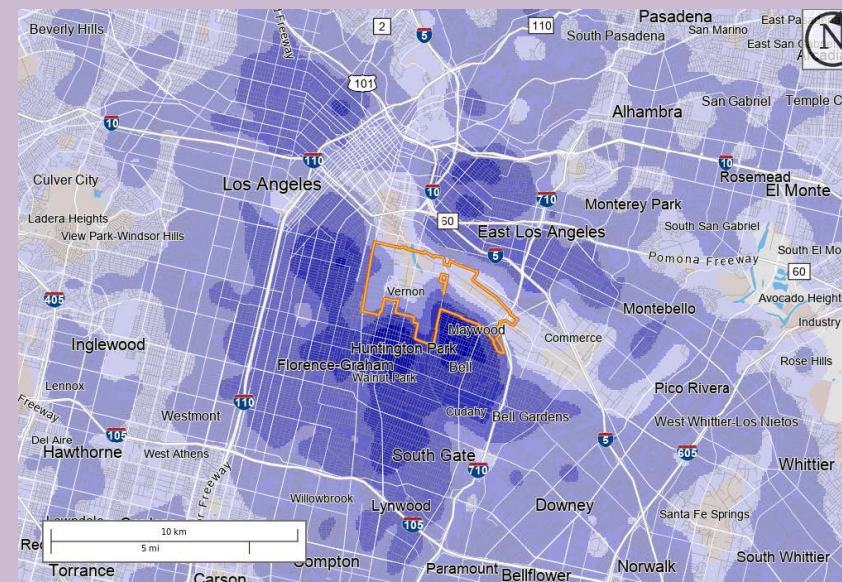 Pasadena
Beverly Hills
2
5
110
South Pasadena
San Marino
N
101
Alhambra
San Gabriel
10
110
10
10
Rosemead
El Monte
Culver City
Los Angeles
710
Monterey Park
Ladera Heights
View Park-Windsor Hills
60
East Los Angeles
South San Gabriel
5
Pomona Freeway
60
Vernon
405
Montebello
Maywood
Commerce
Industry
Inglewood
Huntington Park
Florence-Graham
Bell
Rose Hills
Walnut Park
Lennox
Pico Rivera
110
Freeway
Westmont
Cudahy
Bell Gardens
West Whittier-Los Nietos
105
Del Aire
5
605
Hawthorne
West Athens
South Gate
710
Whittier
Willowbrook
Lynwood
Downey
Santa Fe Springs
105
10 km
5 mi
South Whittier
Torrance
Carson
Paramount
Bellflower
Norwalk